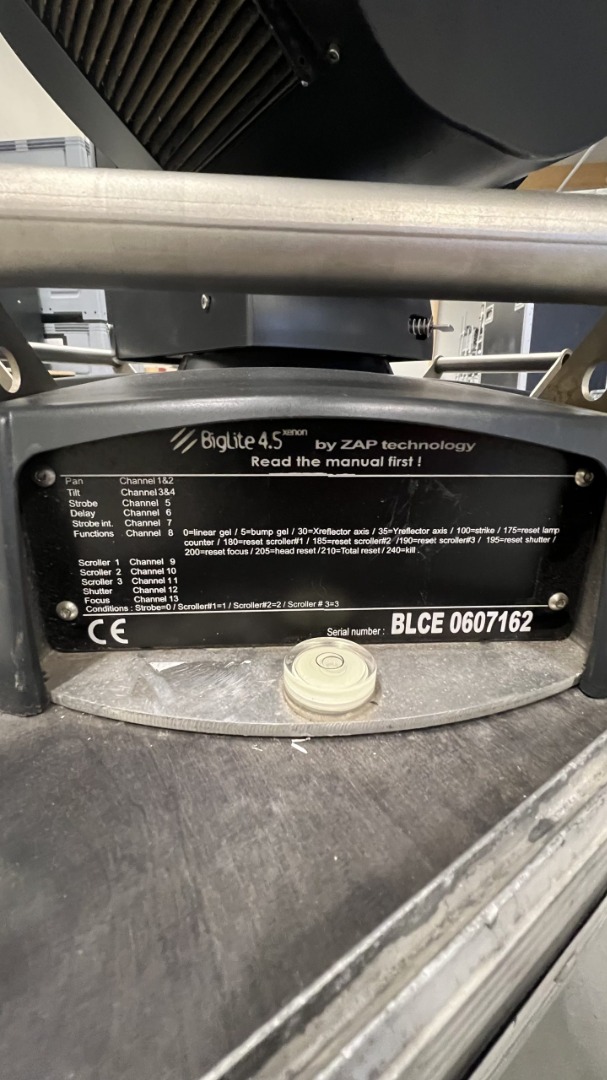 BigLite 4.5 xenon by ZAP technology
Read the manual first !
Pan Channel 1&2
Tilt Channel 3&4
Strobe Channel 5
Delay Channel 6
Strobe int. Channel 7
Functions Channel 8 0=linear gel / 5=bump gel / 30=Xreflector axis / 35=Yreflector axis / 100=strike / 175=reset lamp
counter / 180=reset scroller#1 / 185=reset scroller#2 /190=reset scroller#3 / 195=reset shutter /
200=reset focus / 205=head reset /210=Total reset / 240=kill
Scroller 1 Channel 9
Scroller 2 Channel 10
Scroller 3 Channel 11
Shutter Channel 12
Focus Channel 13
Conditions : Strobe=0 / Scroller#1=1 / Scroller#2=2 / Scroller # 3=3
CE Serial number : BLCE 0607162